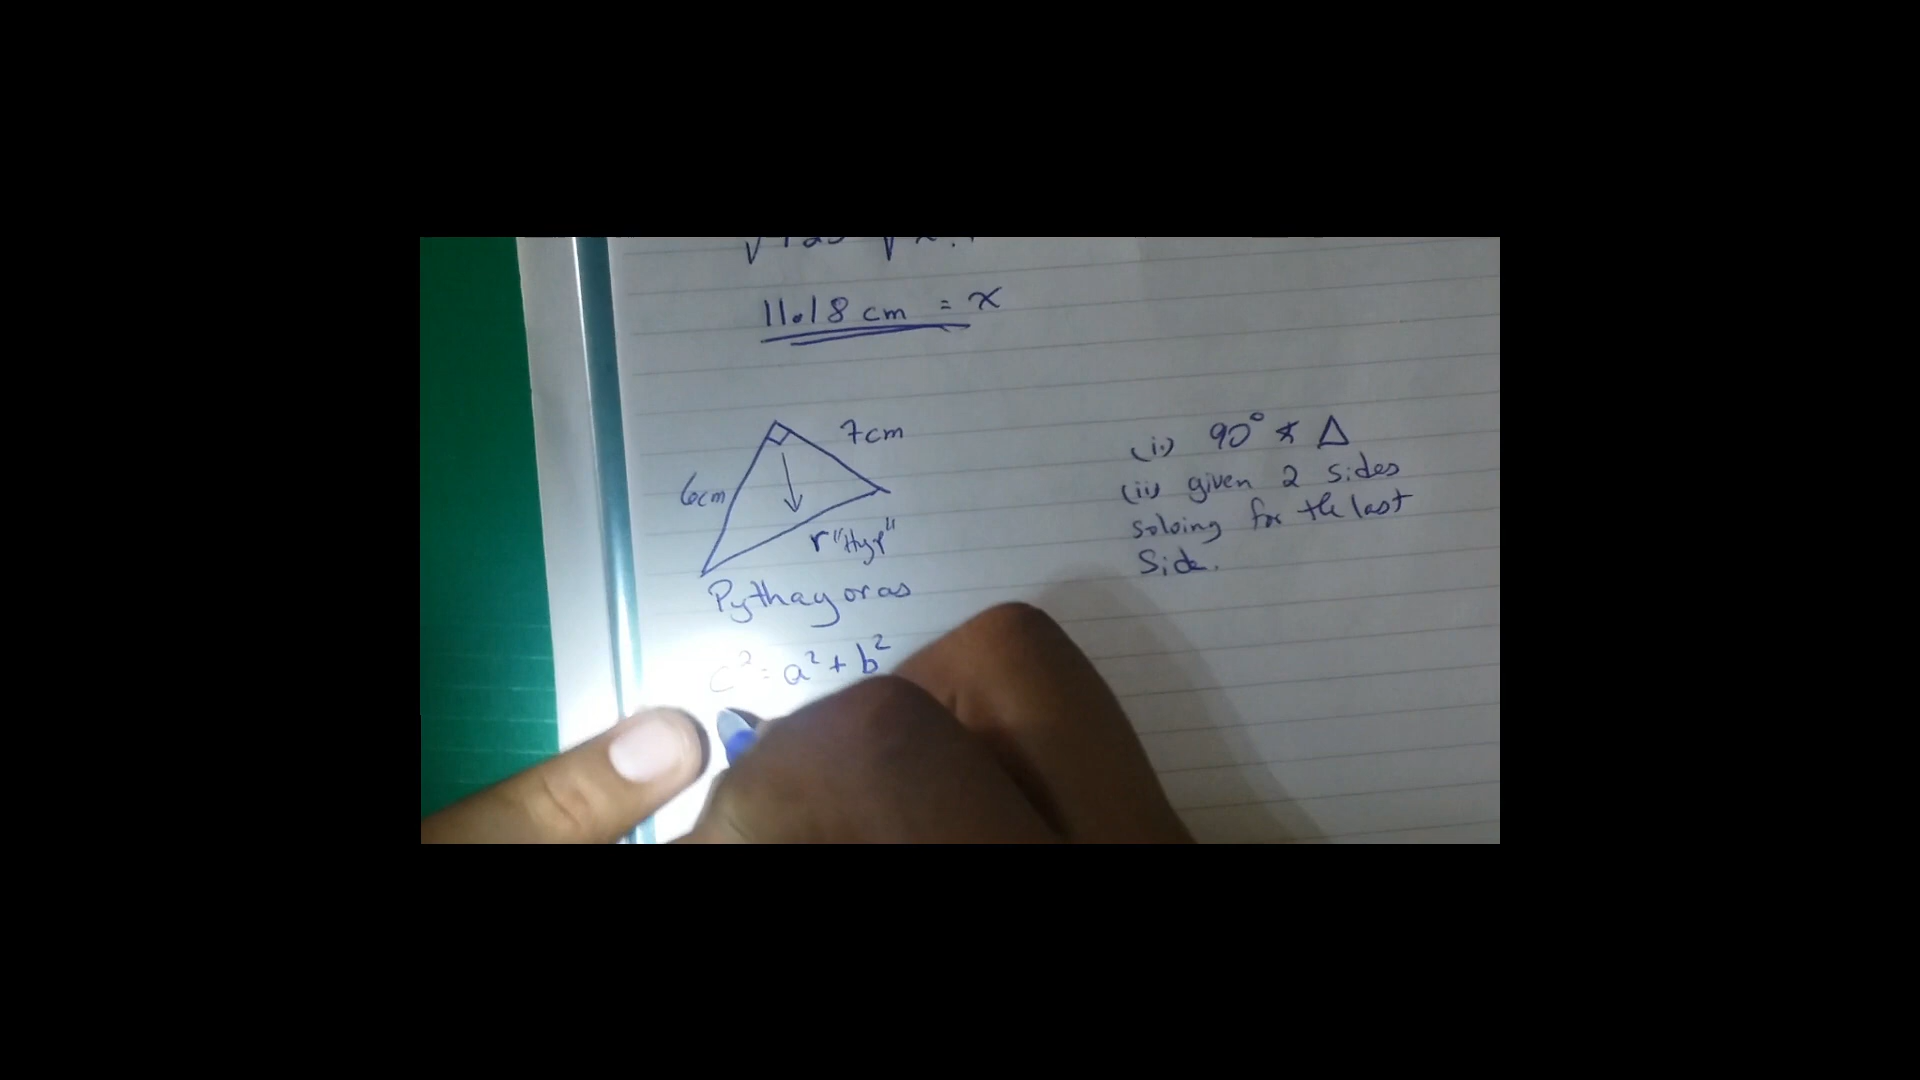 11.18 cm = x
7cm
6cm
r "Hyp"
Pythagoras
c² = a² + b²
(i) 90° ∡ Δ
(ii) given 2 sides
solving for the last
side.